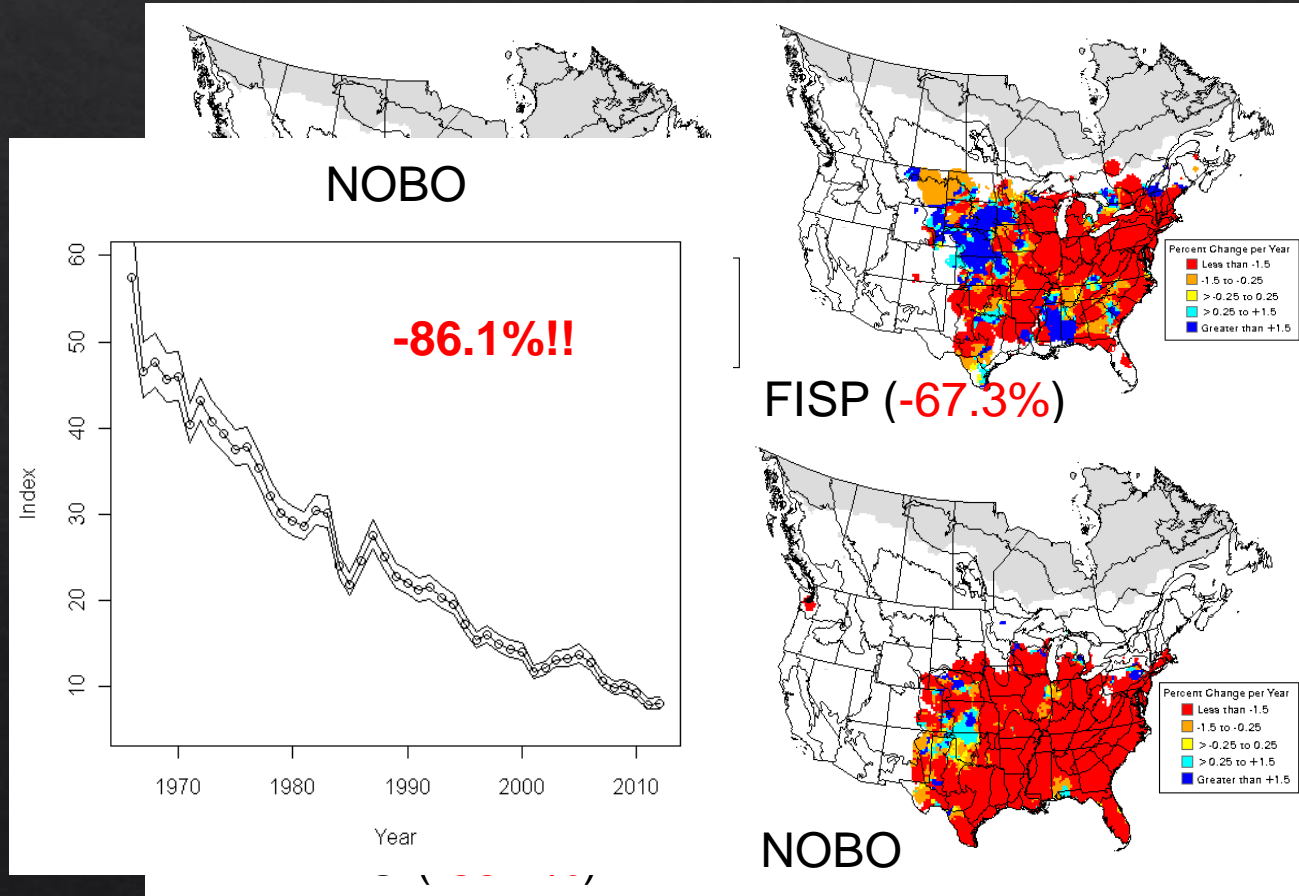 NOBO
-86.1%!!
60
50
40
30
20
10
Index
1970
1980
1990
2000
2010
Year
Percent Change per Year
Less than -1.5
-1.5 to -0.25
> -0.25 to 0.25
> 0.25 to +1.5
Greater than +1.5
FISP (-67.3%)
Percent Change per Year
Less than -1.5
-1.5 to -0.25
> -0.25 to 0.25
> 0.25 to +1.5
Greater than +1.5
NOBO